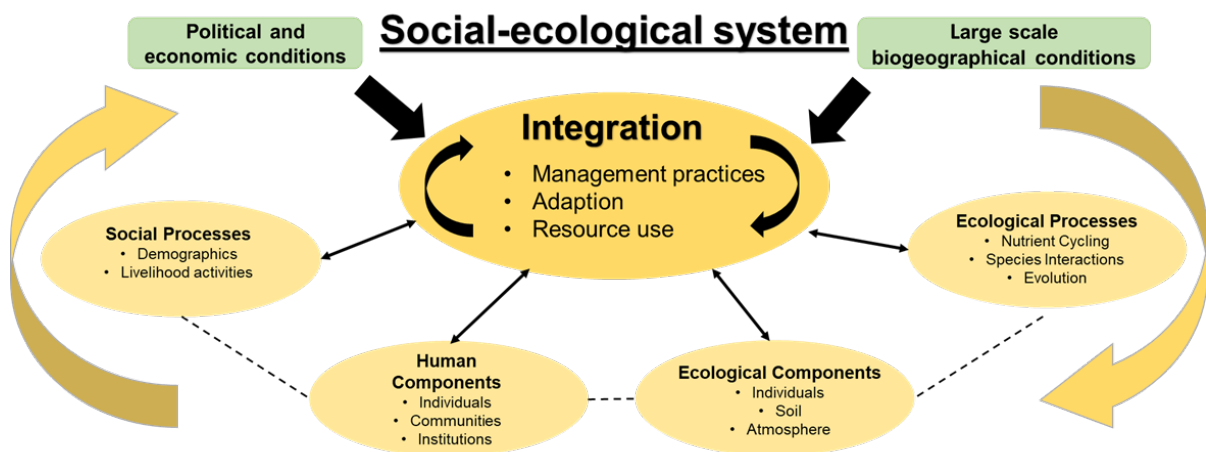 Social-ecological system
Political and
economic conditions
Large scale
biogeographical conditions
Integration
• Management practices
• Adaption
• Resource use
Social Processes
• Demographics
• Livelihood activities
Ecological Processes
• Nutrient Cycling
• Species Interactions
• Evolution
Human
Components
• Individuals
• Communities
• Institutions
Ecological Components
• Individuals
• Soil
• Atmosphere